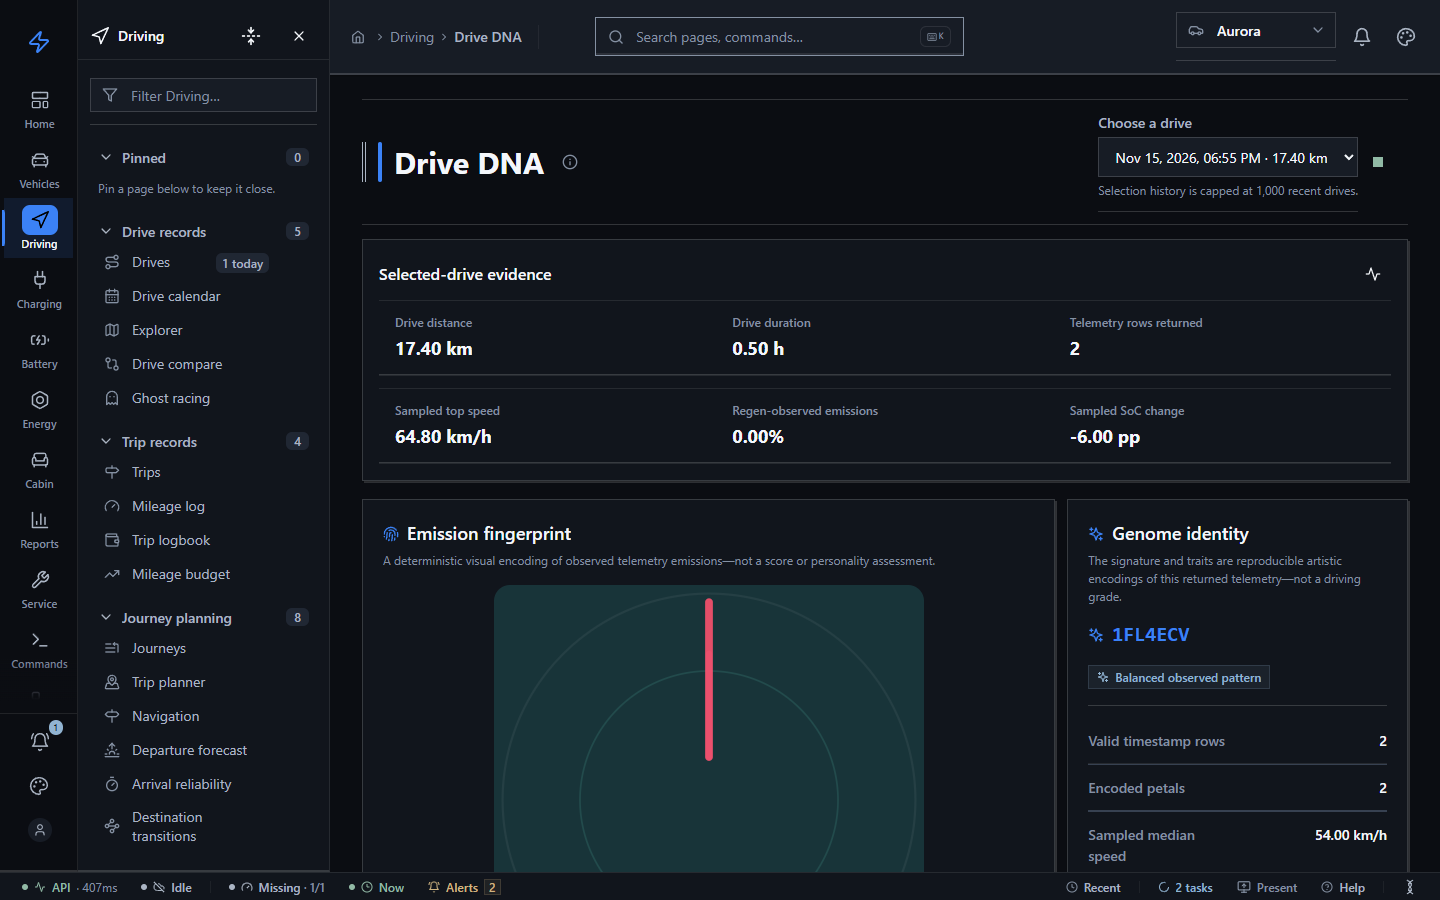 Home
Vehicles
Driving
Charging
Battery
Energy
Cabin
Reports
Service
Commands
1
Driving
Filter Driving...
Pinned 0
Pin a page below to keep it close.
Drive records 5
Drives 1 today
Drive calendar
Explorer
Drive compare
Ghost racing
Trip records 4
Trips
Mileage log
Trip logbook
Mileage budget
Journey planning 8
Journeys
Trip planner
Navigation
Departure forecast
Arrival reliability
Destination
transitions
Driving Drive DNA
Search pages, commands... K
Aurora
Drive DNA
Choose a drive
Nov 15, 2026, 06:55 PM · 17.40 km
Selection history is capped at 1,000 recent drives.
Selected-drive evidence
Drive distance
17.40 km
Drive duration
0.50 h
Telemetry rows returned
2
Sampled top speed
64.80 km/h
Regen-observed emissions
0.00%
Sampled SoC change
-6.00 pp
Emission fingerprint
A deterministic visual encoding of observed telemetry emissions—not a score or personality assessment.
Genome identity
The signature and traits are reproducible artistic
encodings of this returned telemetry—not a driving
grade.
1FL4ECV
Balanced observed pattern
Valid timestamp rows 2
Encoded petals 2
Sampled median
speed
54.00 km/h
API · 407ms
Idle
Missing · 1/1
Now
Alerts 2
Recent
2 tasks
Present
Help